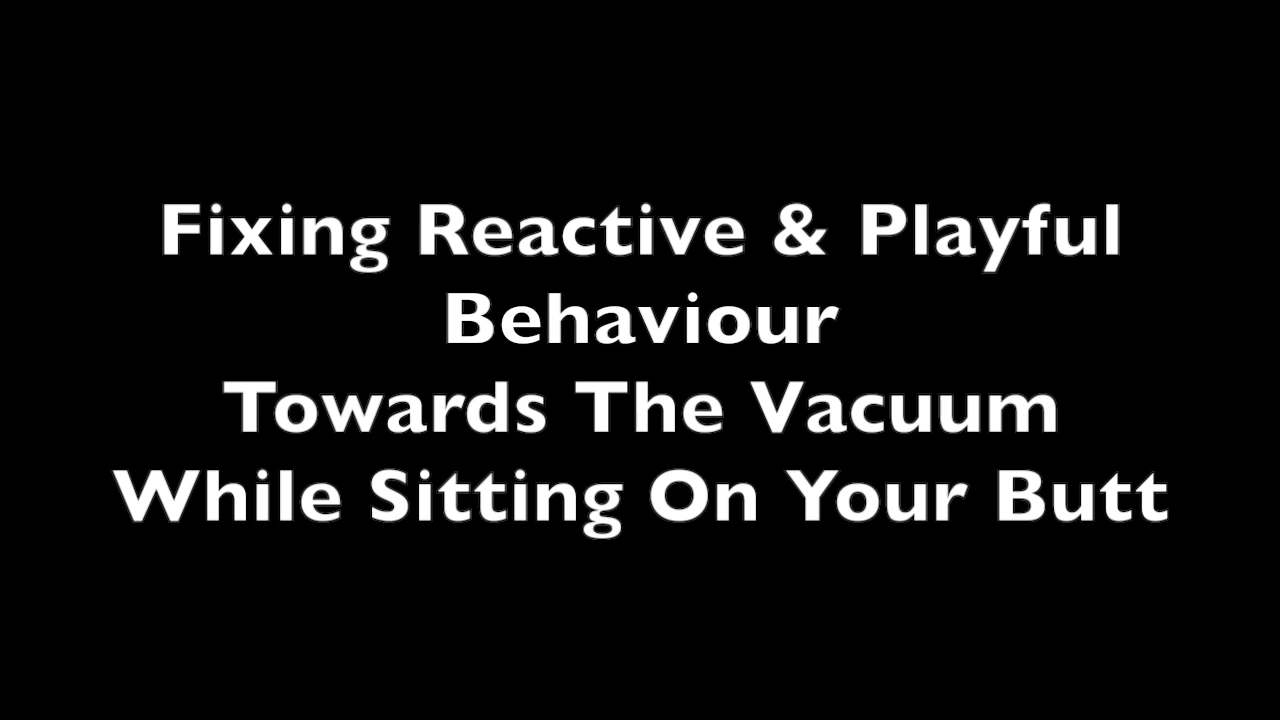 Fixing Reactive & Playful
Behaviour
Towards The Vacuum
While Sitting On Your Butt